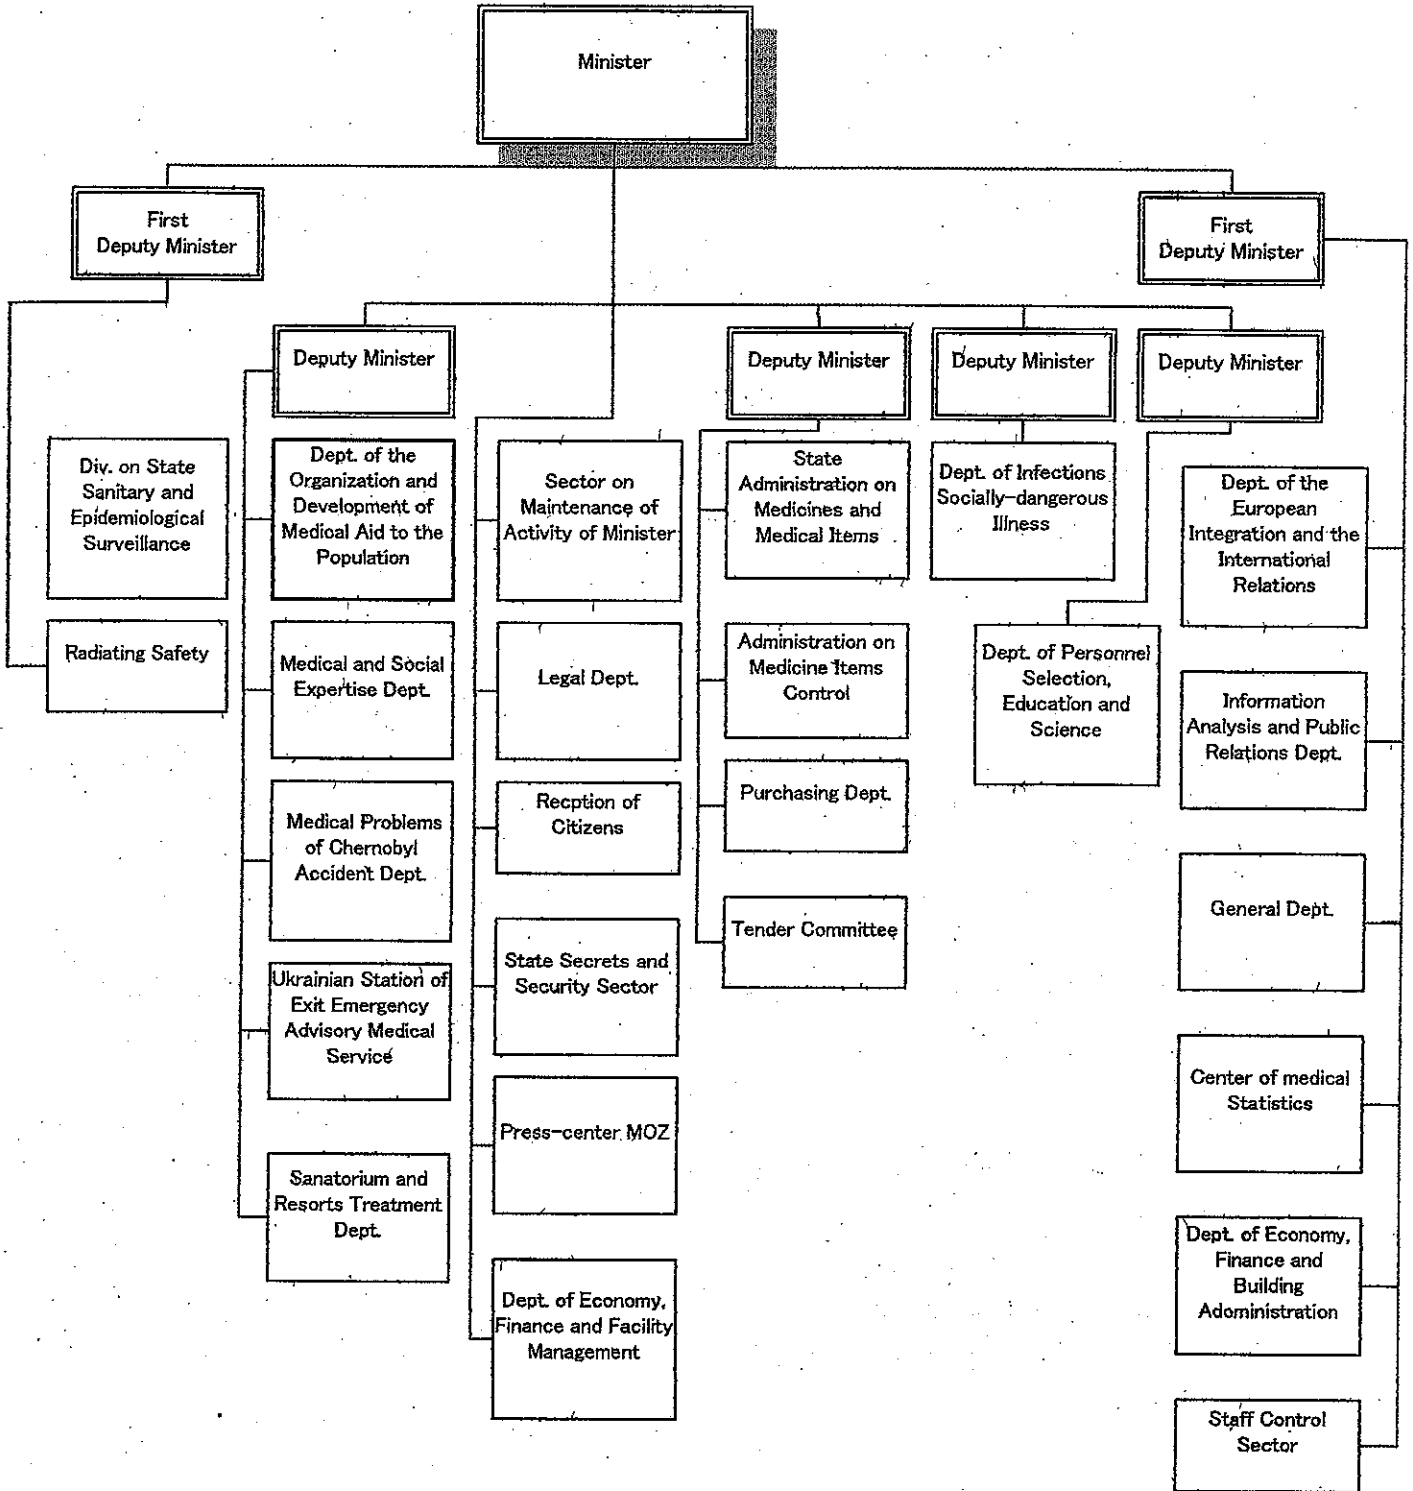 Minister
First
Deputy Minister
First
Deputy Minister
Deputy Minister
Deputy Minister
Deputy Minister
Deputy Minister
Div. on State
Sanitary and
Epidemiological
Surveillance
Radiating Safety
Dept. of the
Organization and
Development of
Medical Aid to the
Population
Medical and Social
Expertise Dept.
Medical Problems
of Chernobyl
Accident Dept.
Ukrainian Station of
Exit Emergency
Advisory Medical
Service
Sanatorium and
Resorts Treatment
Dept.
Sector on
Maintenance of
Activity of Minister
Legal Dept.
Recption of
Citizens
State Secrets and
Security Sector
Press-center MOZ
Dept. of Economy,
Finance and Facility
Management
State
Administration on
Medicines and
Medical Items
Administration on
Medicine Items
Control
Purchasing Dept.
Tender Committee
Dept. of Infections
Socially-dangerous
Illness
Dept. of Personnel
Selection,
Education and
Science
Dept. of the
European
Integration and the
International
Relations
Information
Analysis and Public
Relations Dept.
General Dept.
Center of medical
Statistics
Dept. of Economy,
Finance and
Building
Adoministration
Staff Control
Sector